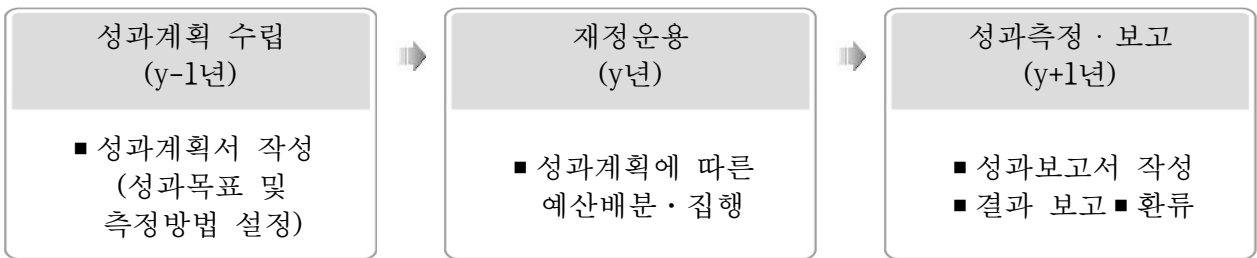 성과계획 수립
(y-1년)
■ 성과계획서 작성
(성과목표 및
측정방법 설정)
재정운용
(y년)
■ 성과계획에 따른
예산배분·집행
성과측정·보고
(y+1년)
■ 성과보고서 작성
■ 결과 보고 ■ 환류